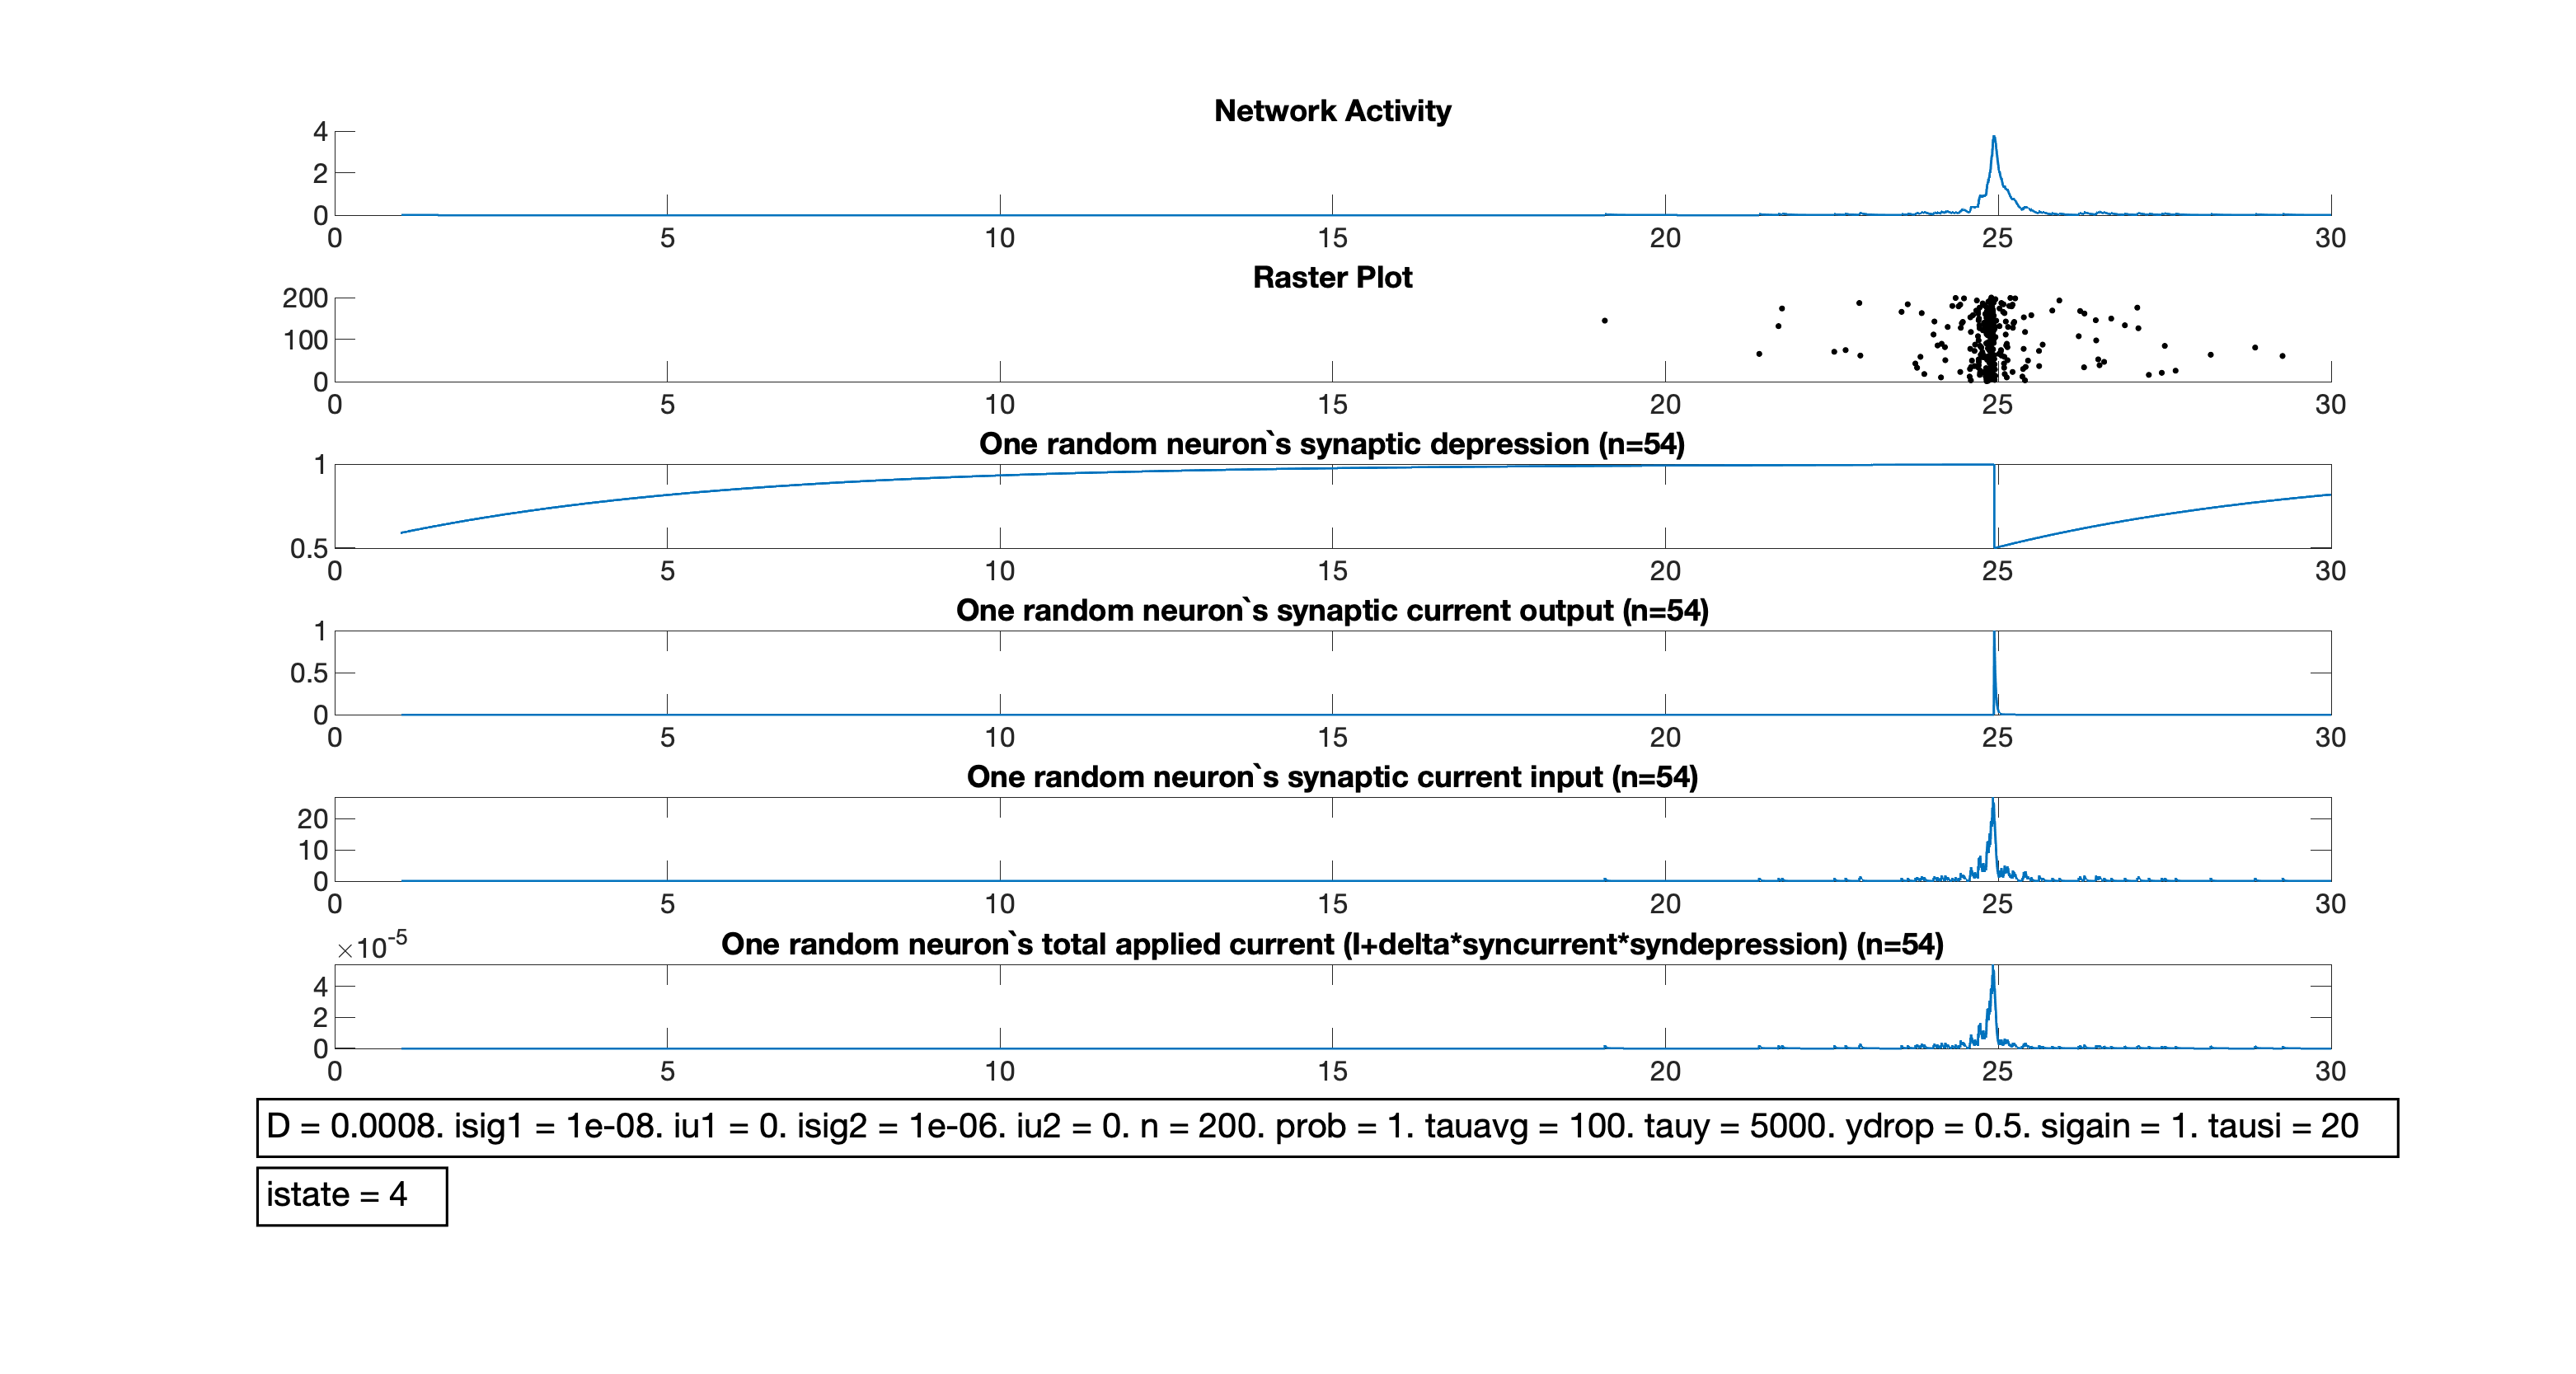 Network Activity
4
2
0
0 5 10 15 20 25 30
Raster Plot
200
100
0
0 5 10 15 20 25 30
One random neuron`s synaptic depression (n=54)
1
0.5
0 5 10 15 20 25 30
One random neuron`s synaptic current output (n=54)
1
0.5
0
0 5 10 15 20 25 30
One random neuron`s synaptic current input (n=54)
20
10
0
0 5 10 15 20 25 30
×10⁻⁵ One random neuron`s total applied current (I+delta*syncurrent*syndepression) (n=54)
4
2
0
0 5 10 15 20 25 30
D = 0.0008. isig1 = 1e-08. iu1 = 0. isig2 = 1e-06. iu2 = 0. n = 200. prob = 1. tauavg = 100. tauy = 5000. ydrop = 0.5. sigain = 1. tausi = 20
istate = 4